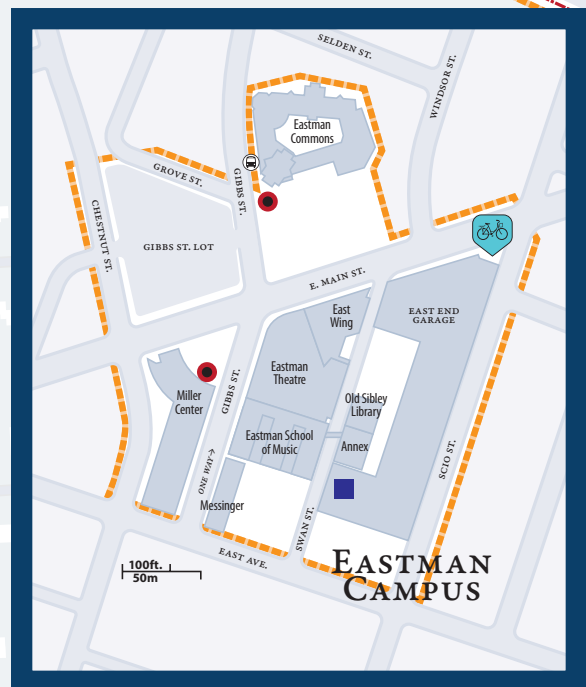 SELDEN ST.
WINDSOR ST.
Eastman
Commons
GROVE ST.
GIBBS ST.
CHESTNUT ST.
GIBBS ST. LOT
E. MAIN ST.
East
Wing
EAST END
GARAGE
Eastman
Theatre
Miller
Center
GIBBS ST.
Old Sibley
Library
Eastman School
of Music
Annex
SCIO ST.
ONE WAY→
Messinger
SWAN ST.
EAST AVE.
EASTMAN
CAMPUS
100ft.
50m